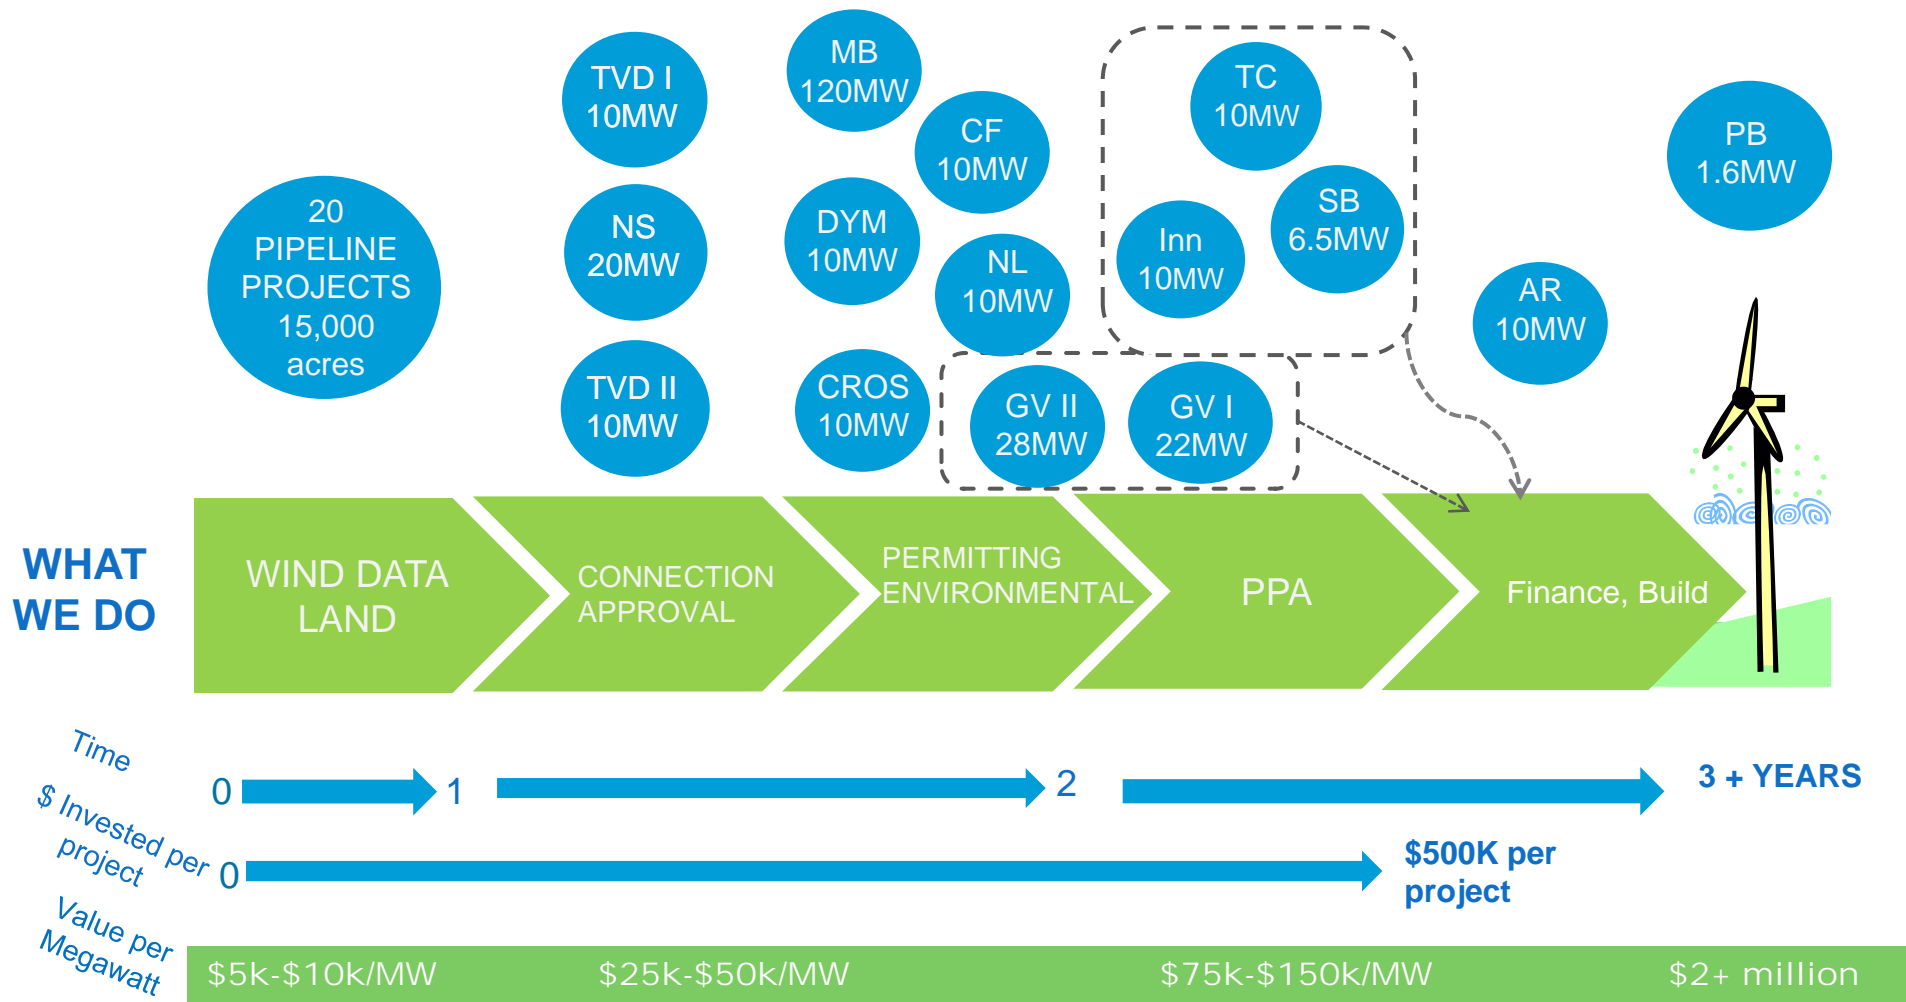 20
PIPELINE
PROJECTS
15,000
acres
TVD I
10MW
NS
20MW
TVD II
10MW
MB
120MW
CF
10MW
DYM
10MW
NL
10MW
CROS
10MW
GV II
28MW
GV I
22MW
TC
10MW
SB
6.5MW
Inn
10MW
AR
10MW
PB
1.6MW
WHAT
WE DO
WIND DATA
LAND
CONNECTION
APPROVAL
PERMITTING
ENVIRONMENTAL
PPA
Finance, Build
Time
0
1
2
3 + YEARS
$ Invested per
project
0
$500K per
project
Value per
Megawatt
$5k-$10k/MW
$25k-$50k/MW
$75k-$150k/MW
$2+ million